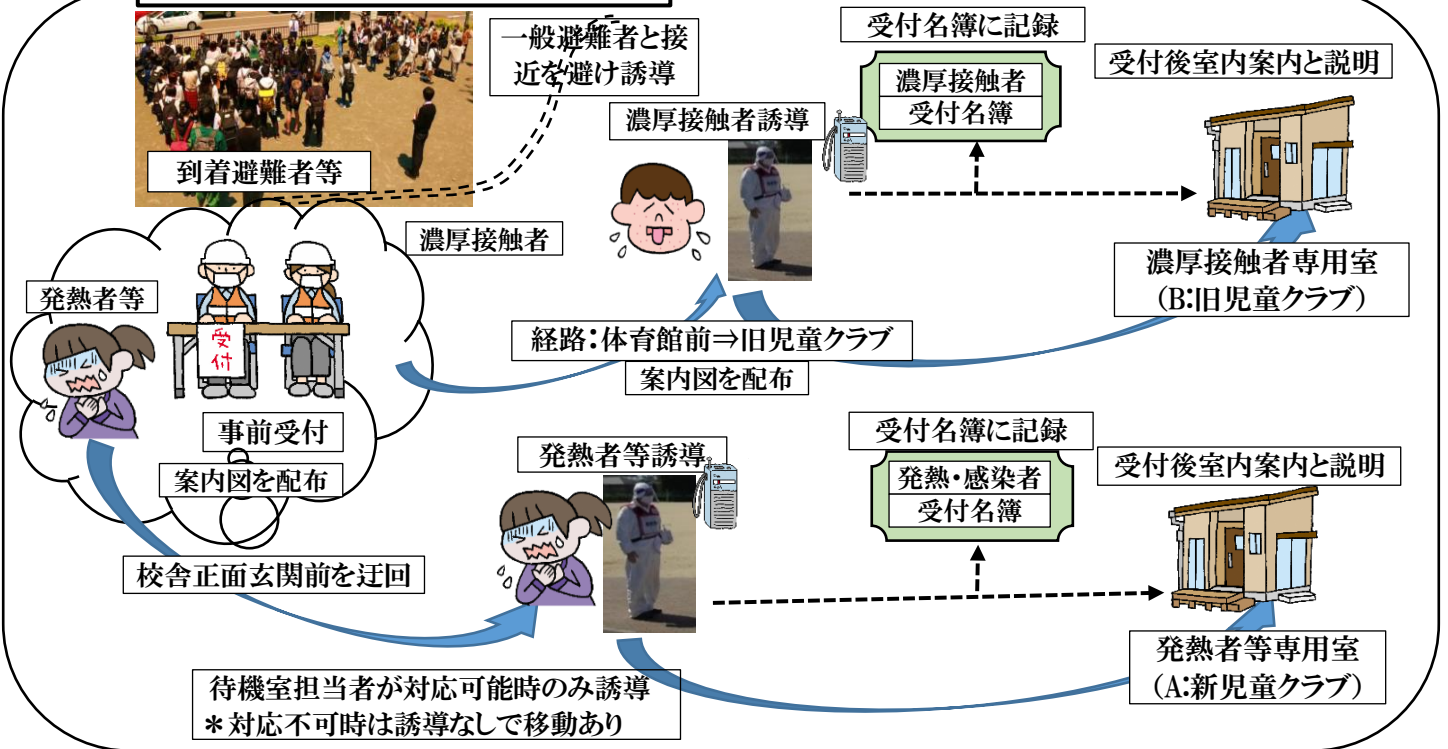 一般避難者と接
近を避け誘導
到着避難者等
受付名簿に記録
濃厚接触者
受付名簿
受付後室内案内と説明
濃厚接触者誘導
濃厚接触者
発熱者等
受
付
事前受付
案内図を配布
経路:体育館前⇒旧児童クラブ
案内図を配布
濃厚接触者専用室
(B:旧児童クラブ)
校舎正面玄関前を迂回
発熱者等誘導
受付名簿に記録
発熱・感染者
受付名簿
受付後室内案内と説明
発熱者等専用室
(A:新児童クラブ)
待機室担当者が対応可能時のみ誘導
*対応不可時は誘導なしで移動あり